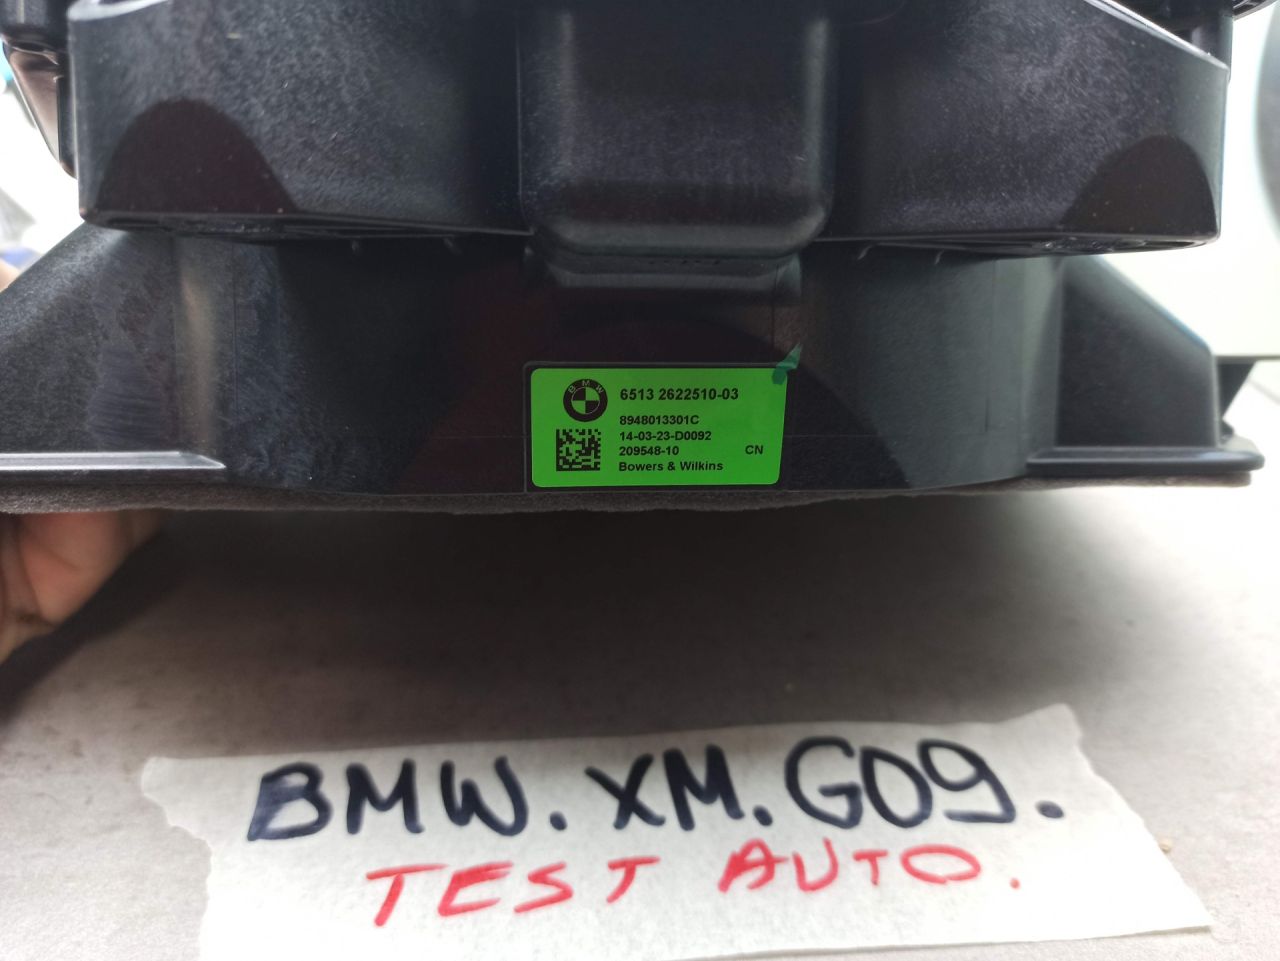 BMW
6513 2622510-03
8948013301C
14-03-23-D0092
209548-10 CN
Bowers & Wilkins
BMW. XM. G09.
TEST AUTO.